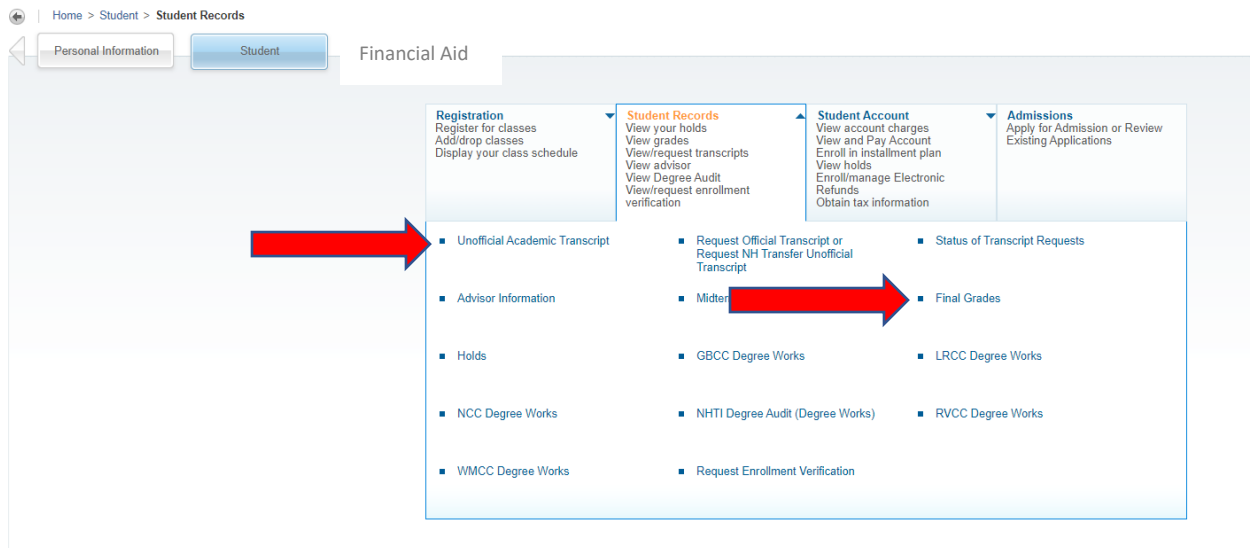 Home > Student > Student Records
Personal Information
Student
Financial Aid
Registration
Register for classes
Add/drop classes
Display your class schedule
Student Records
View your holds
View grades
View/request transcripts
View advisor
View Degree Audit
View/request enrollment
verification
Student Account
View account charges
View and Pay Account
Enroll in installment plan
View holds
Enroll/manage Electronic
Refunds
Obtain tax information
Admissions
Apply for Admission or Review
Existing Applications
Unofficial Academic Transcript
Request Official Transcript or
Request NH Transfer Unofficial
Transcript
Status of Transcript Requests
Advisor Information
Final Grades
Holds
GBCC Degree Works
LRCC Degree Works
NCC Degree Works
NHTI Degree Audit (Degree Works)
RVCC Degree Works
WMCC Degree Works
Request Enrollment Verification